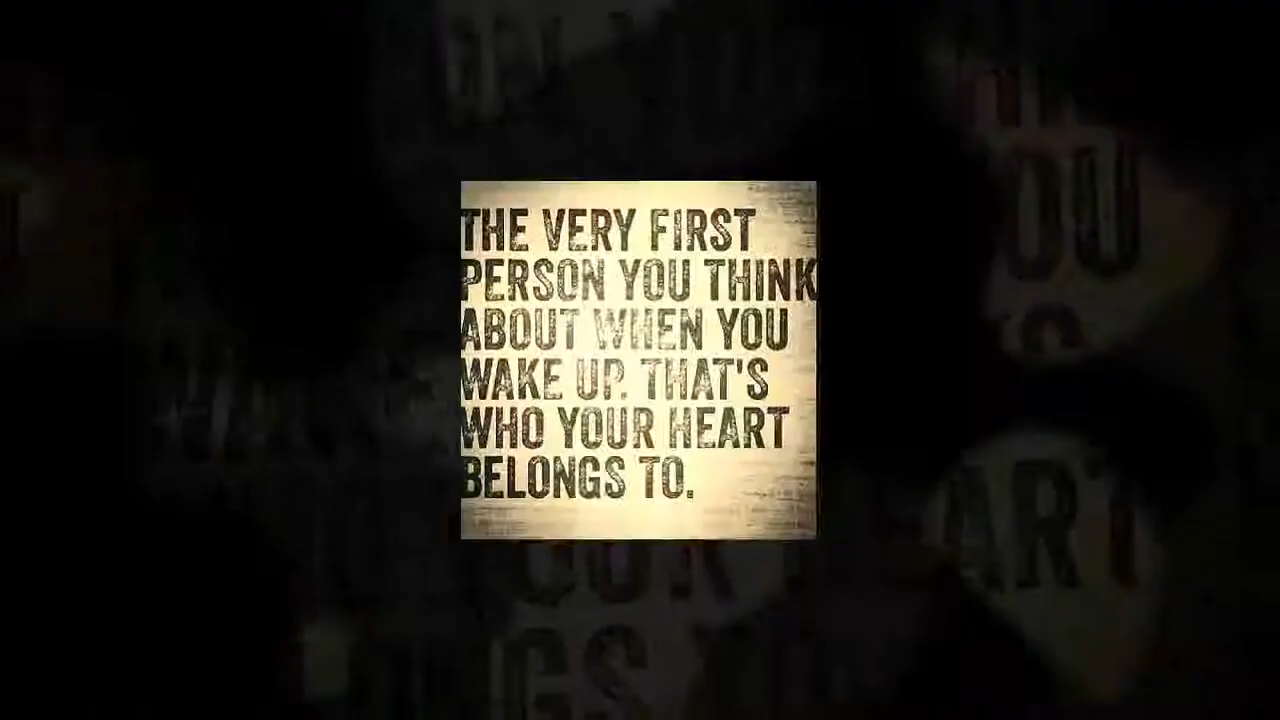 THE VERY FIRST
PERSON YOU THINK
ABOUT WHEN YOU
WAKE UP. THAT'S
WHO YOUR HEART
BELONGS TO.